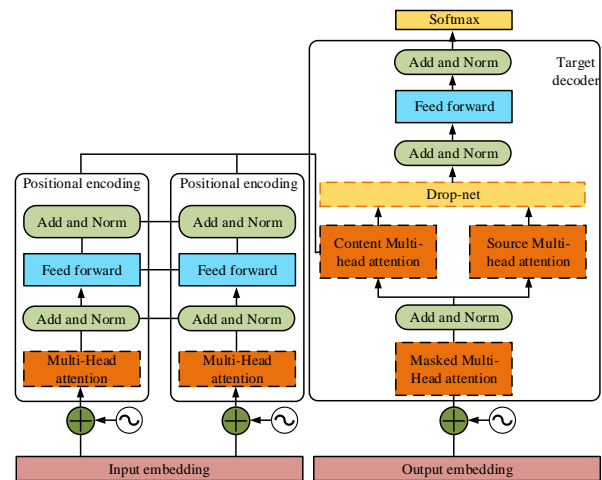 Softmax
Target
decoder
Add and Norm
Feed forward
Add and Norm
Drop-net
Content Multi-
head attention
Source Multi-
head attention
Add and Norm
Masked Multi-
Head attention
Positional encoding
Add and Norm
Feed forward
Add and Norm
Multi-Head
attention
Positional encoding
Add and Norm
Feed forward
Add and Norm
Multi-Head
attention
Input embedding
Output embedding